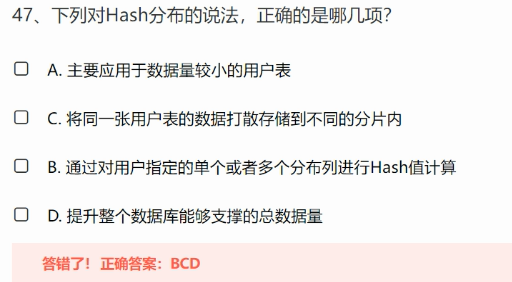 47、下列对Hash分布的说法，正确的是哪几项？
A. 主要应用于数据量较小的用户表
C. 将同一张用户表的数据打散存储到不同的分片内
B. 通过对用户指定的单个或者多个分布列进行Hash值计算
D. 提升整个数据库能够支撑的总数据量
答错了！ 正确答案：BCD